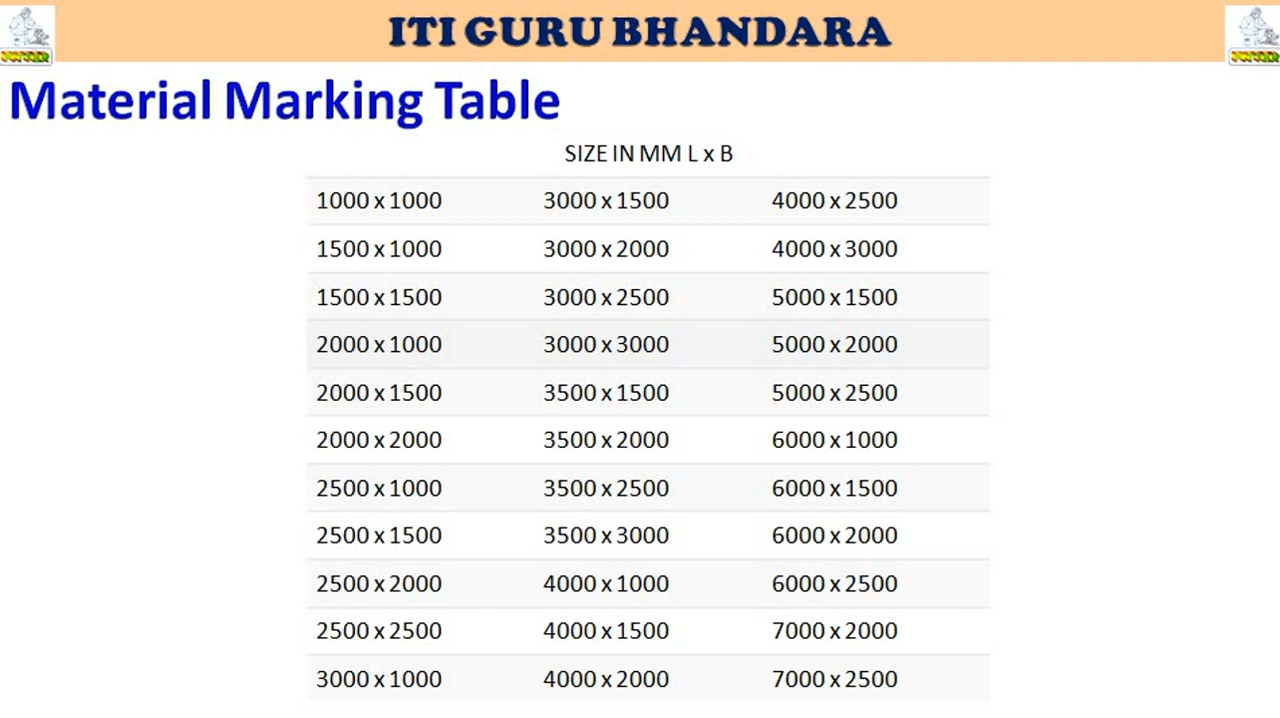 ITI GURU BHANDARA
Material Marking Table
SIZE IN MM L x B
1000 x 1000 3000 x 1500 4000 x 2500
1500 x 1000 3000 x 2000 4000 x 3000
1500 x 1500 3000 x 2500 5000 x 1500
2000 x 1000 3000 x 3000 5000 x 2000
2000 x 1500 3500 x 1500 5000 x 2500
2000 x 2000 3500 x 2000 6000 x 1000
2500 x 1000 3500 x 2500 6000 x 1500
2500 x 1500 3500 x 3000 6000 x 2000
2500 x 2000 4000 x 1000 6000 x 2500
2500 x 2500 4000 x 1500 7000 x 2000
3000 x 1000 4000 x 2000 7000 x 2500